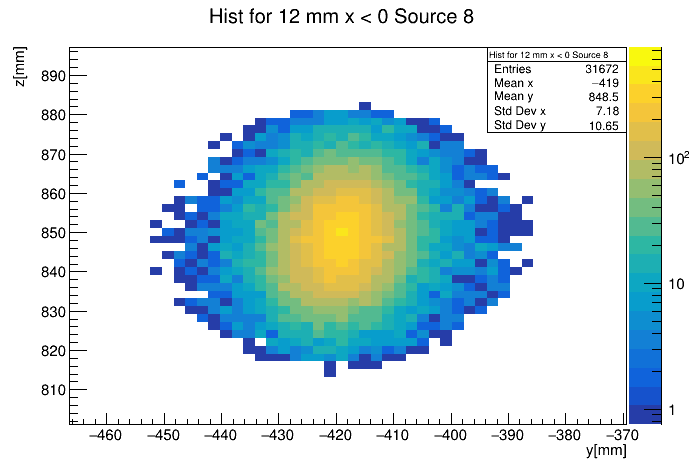 Hist for 12 mm x < 0 Source 8
z[mm]
Hist for 12 mm x < 0 Source 8
Entries 31672
Mean x −419
Mean y 848.5
Std Dev x 7.18
Std Dev y 10.65
890
880
870
860
850
840
830
820
810
10²
10
1
−460 −450 −440 −430 −420 −410 −400 −390 −380 −370
y[mm]